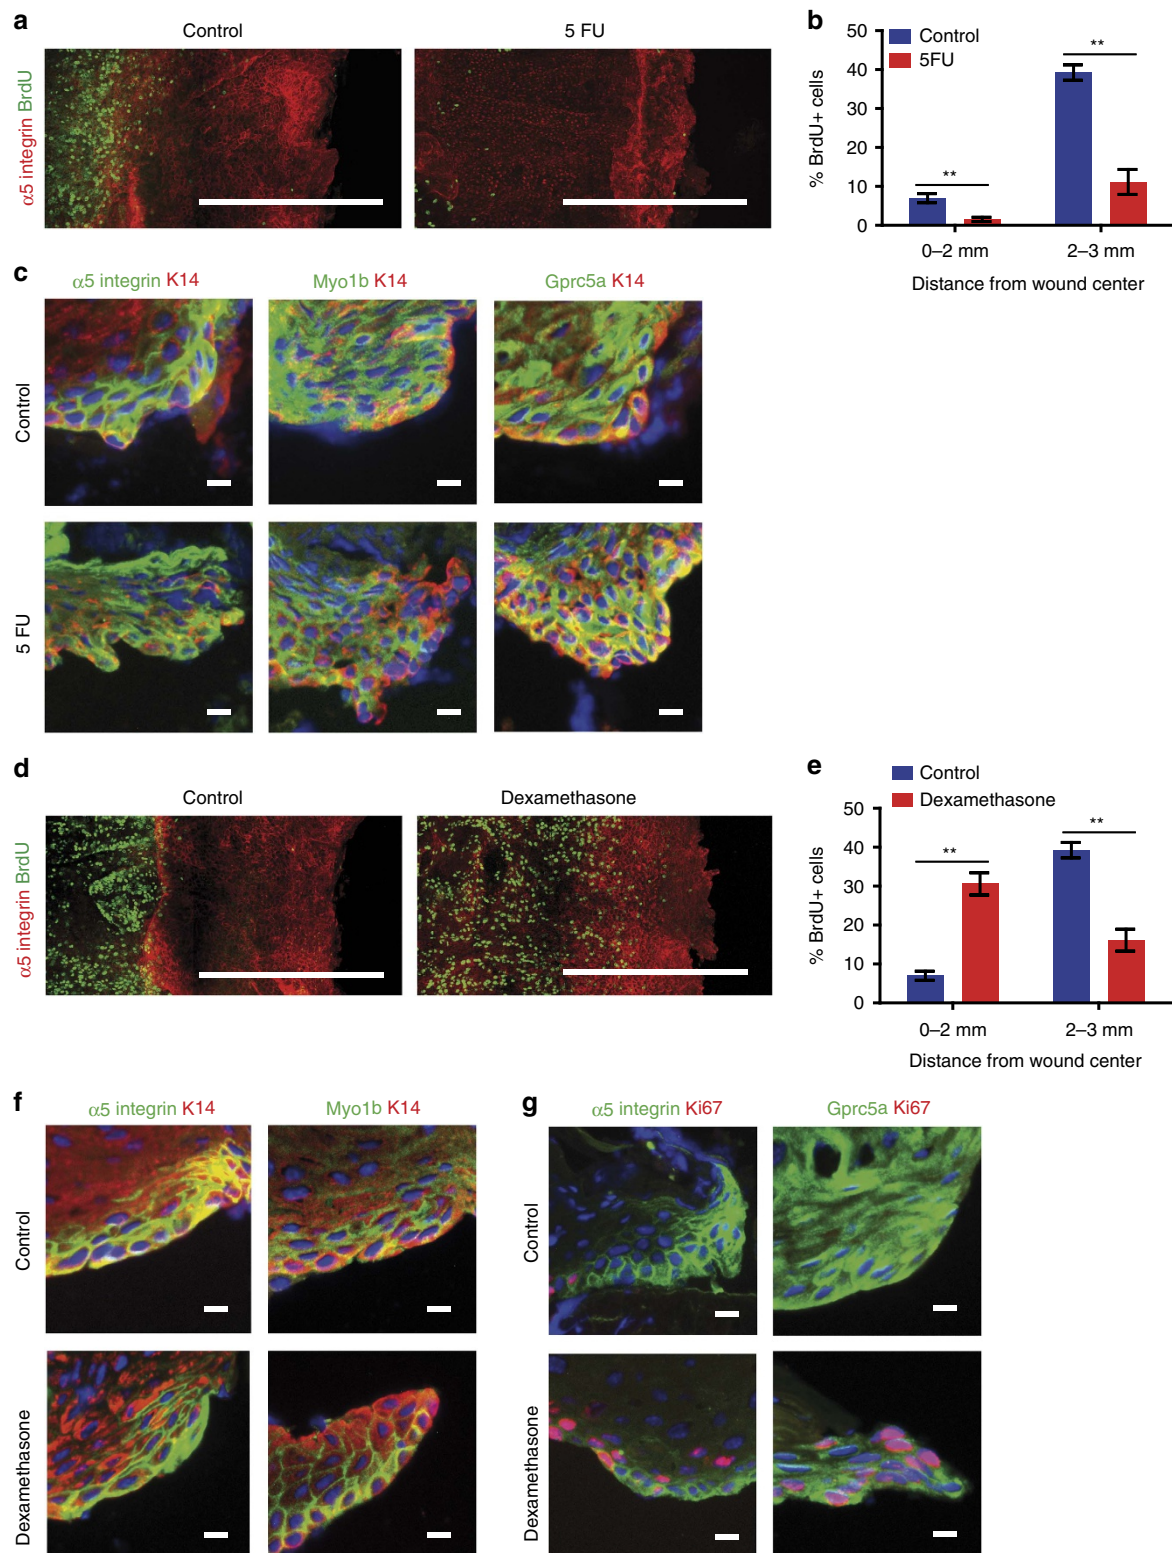 a
Control
5 FU
α5 integrin BrdU
b
Control
5FU
% BrdU+ cells
50
40
30
20
10
0
**
**
0–2 mm
2–3 mm
Distance from wound center
c
α5 integrin K14
Myo1b K14
Gprc5a K14
Control
5 FU
d
Control
Dexamethasone
α5 integrin BrdU
e
Control
Dexamethasone
% BrdU+ cells
50
40
30
20
10
0
**
**
0–2 mm
2–3 mm
Distance from wound center
f
α5 integrin K14
Myo1b K14
Control
Dexamethasone
g
α5 integrin Ki67
Gprc5a Ki67
Control
Dexamethasone